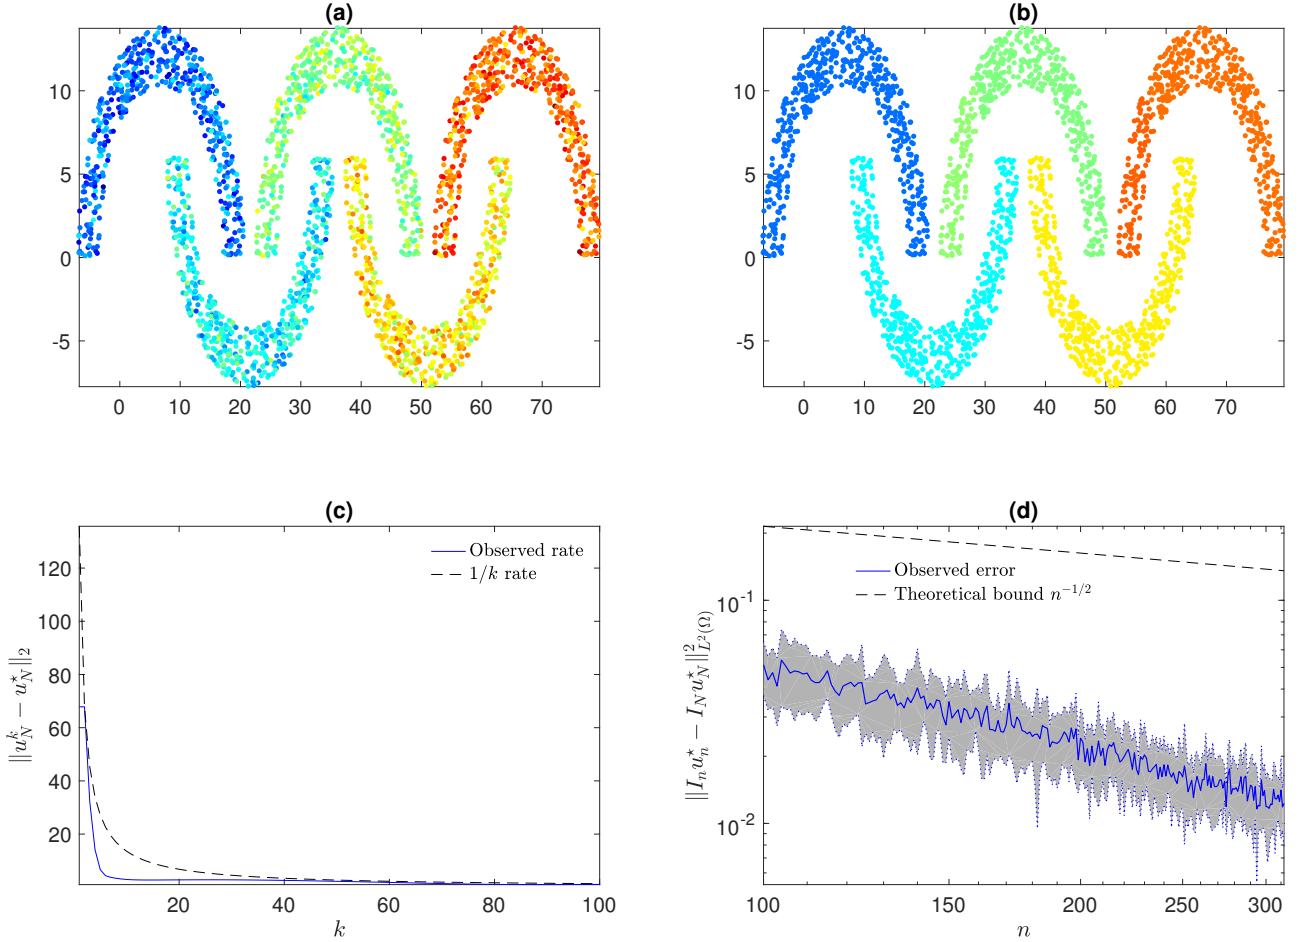 (a)
10
5
0
-5
0 10 20 30 40 50 60 70
(b)
10
5
0
-5
0 10 20 30 40 50 60 70
(c)
120
100
80
60
40
20
||u_N^k − u_N^⋆||_2
Observed rate
1/k rate
20 40 60 80 100
k
(d)
10^{-1}
10^{-2}
||I_n u_n^⋆ − I_N u_N^⋆||^2_{L^2(Ω)}
Observed error
Theoretical bound n^{−1/2}
100 150 200 250 300
n